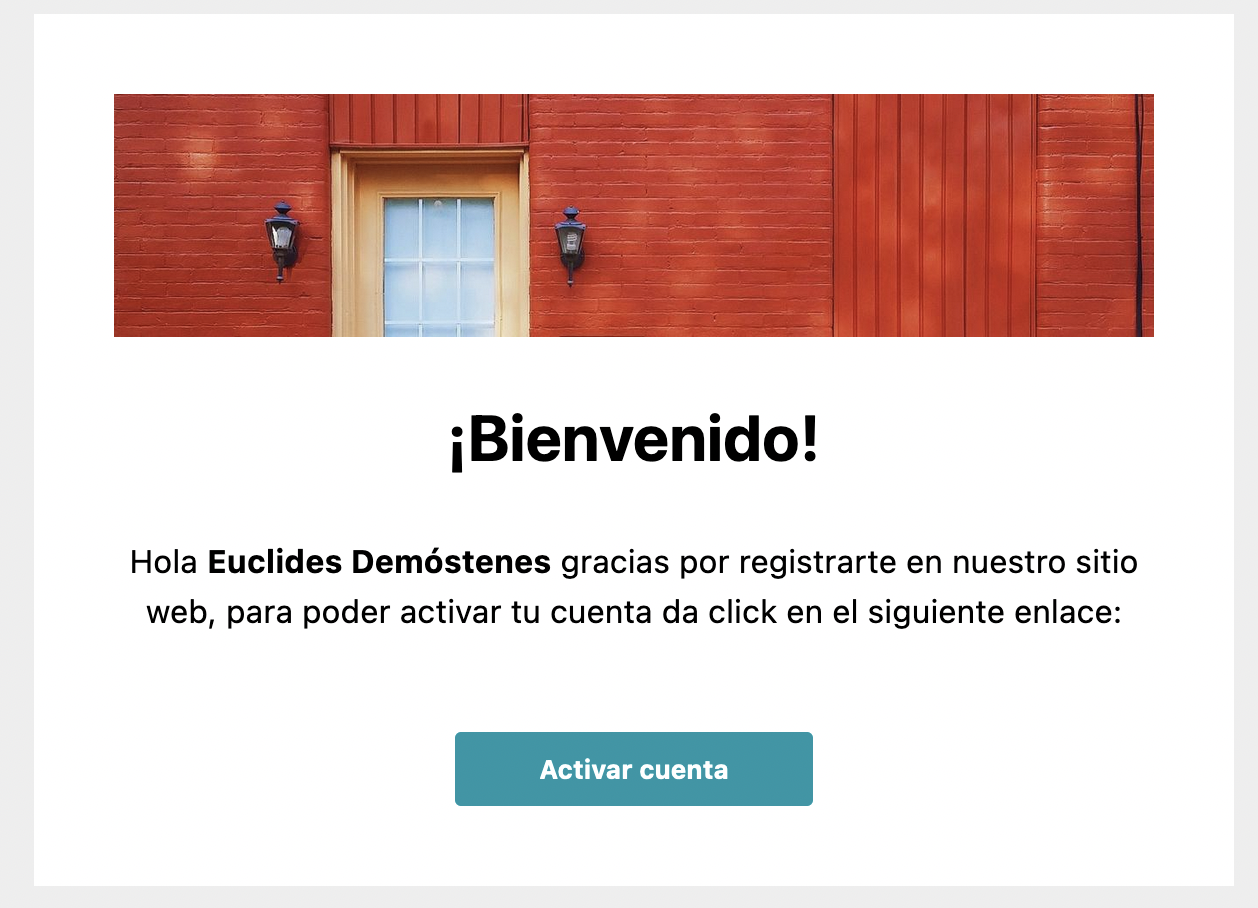 ¡Bienvenido!
Hola Euclides Demóstenes gracias por registrarte en nuestro sitio
web, para poder activar tu cuenta da click en el siguiente enlace:
Activar cuenta